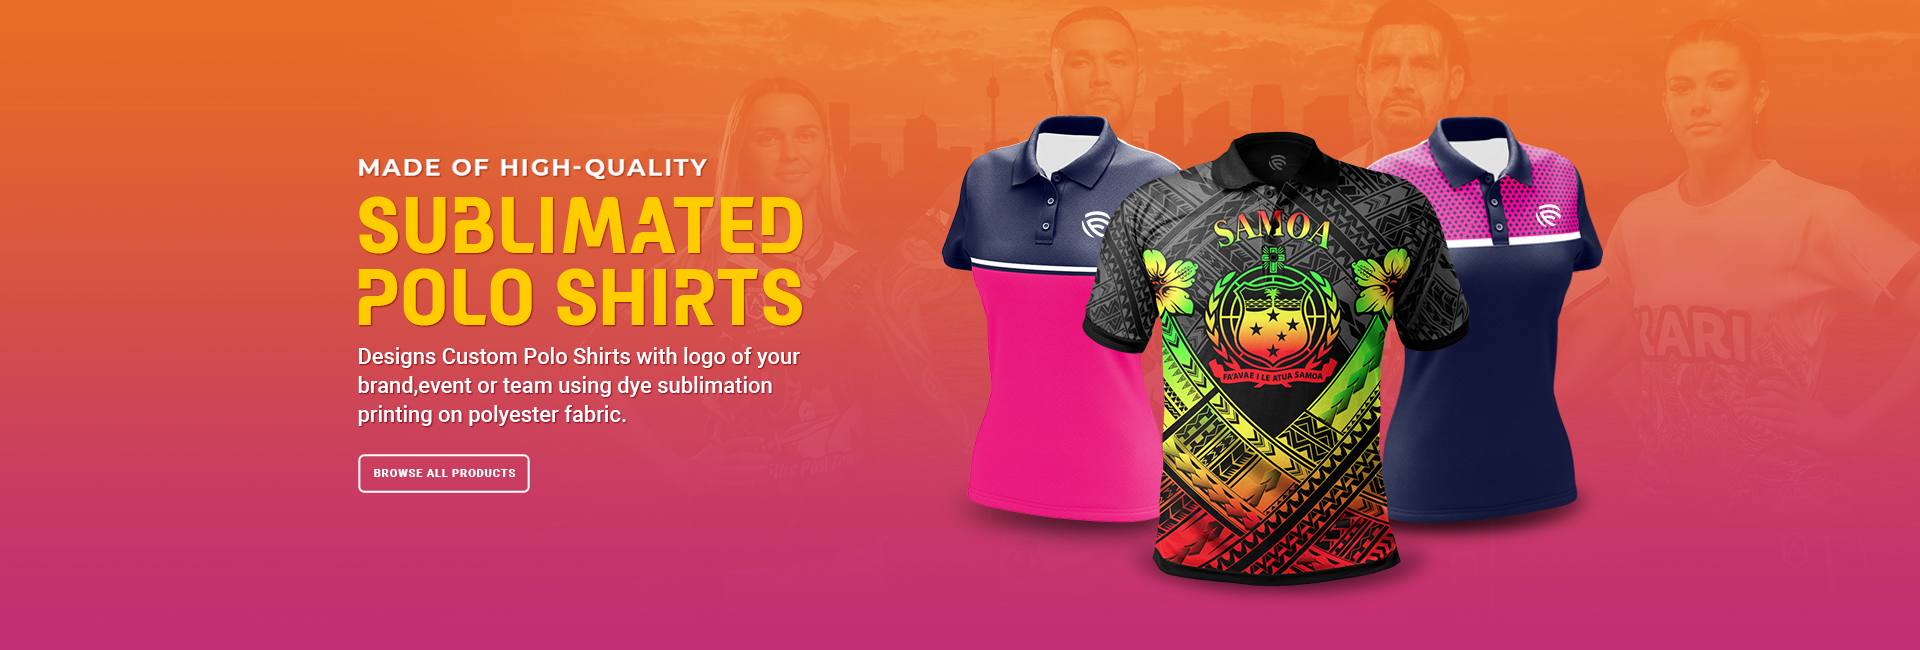 MADE OF HIGH-QUALITY
SUBLIMATED
POLO SHIRTS
Designs Custom Polo Shirts with logo of your
brand,event or team using dye sublimation
printing on polyester fabric.
BROWSE ALL PRODUCTS
SAMOA
FA'AVAE I LE ATUA SAMOA
KARI